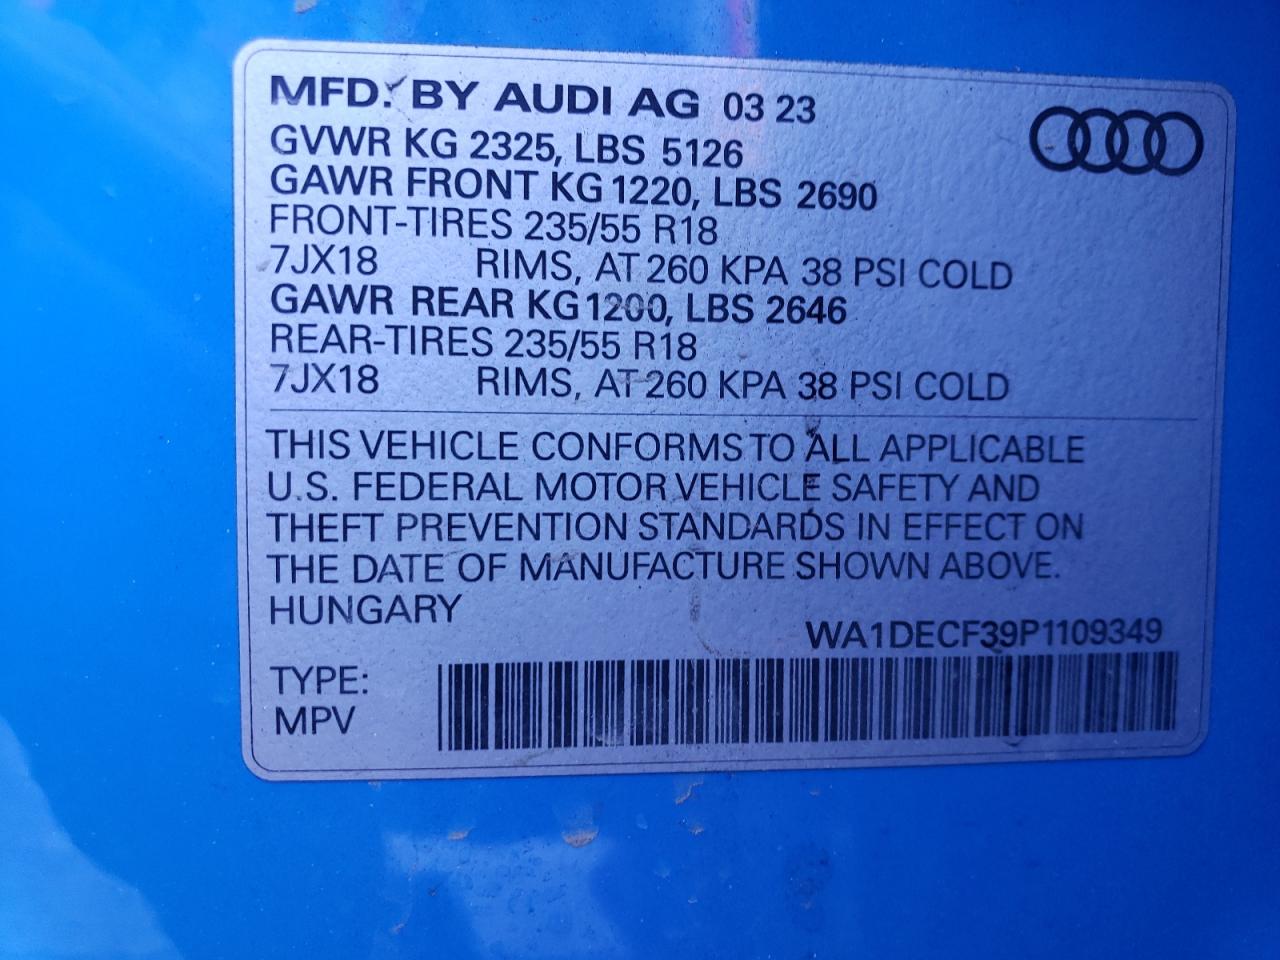 MFD. BY AUDI AG 03 23
GVWR KG 2325, LBS 5126
GAWR FRONT KG 1220, LBS 2690
FRONT-TIRES 235/55 R18
7JX18 RIMS, AT 260 KPA 38 PSI COLD
GAWR REAR KG 1200, LBS 2646
REAR-TIRES 235/55 R18
7JX18 RIMS, AT 260 KPA 38 PSI COLD
THIS VEHICLE CONFORMS TO ALL APPLICABLE
U.S. FEDERAL MOTOR VEHICLE SAFETY AND
THEFT PREVENTION STANDARDS IN EFFECT ON
THE DATE OF MANUFACTURE SHOWN ABOVE.
HUNGARY
WA1DECF39P1109349
TYPE:
MPV